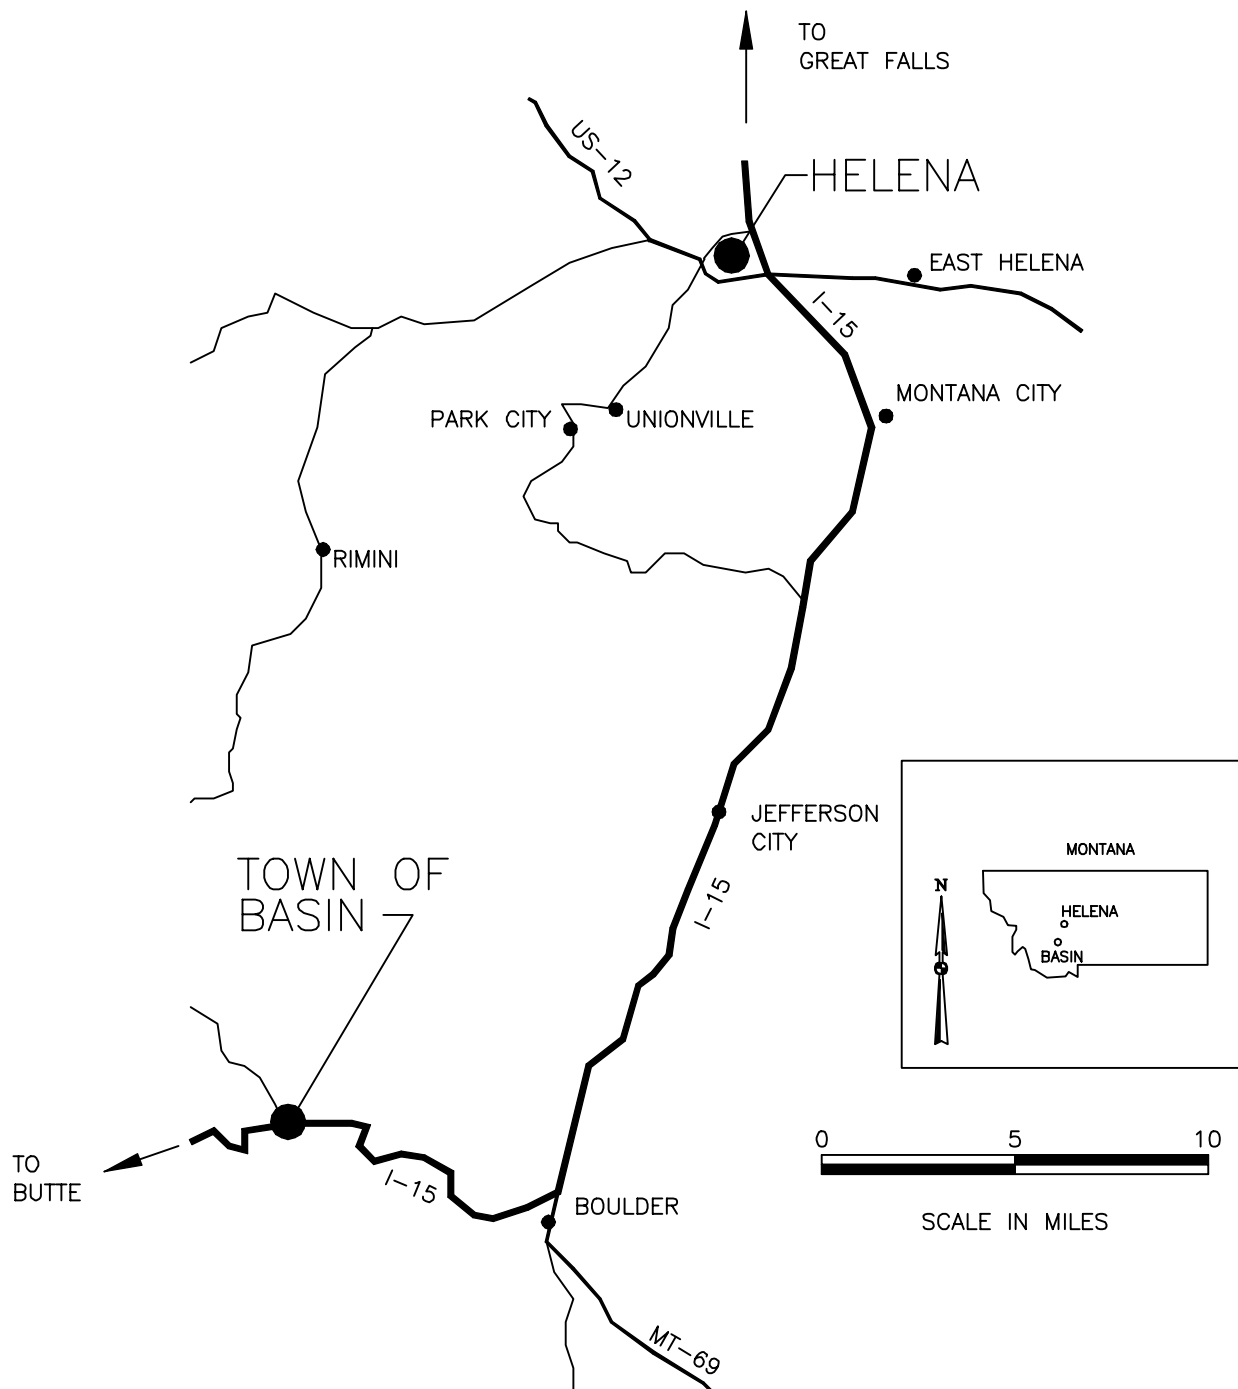 TO
GREAT FALLS
US-12
HELENA
EAST HELENA
I-15
MONTANA CITY
PARK CITY
UNIONVILLE
RIMINI
JEFFERSON
CITY
MONTANA
TOWN OF
BASIN
I-15
N
HELENA
BASIN
0 5 10
TO
BUTTE
I-15
BOULDER
SCALE IN MILES
MT-69